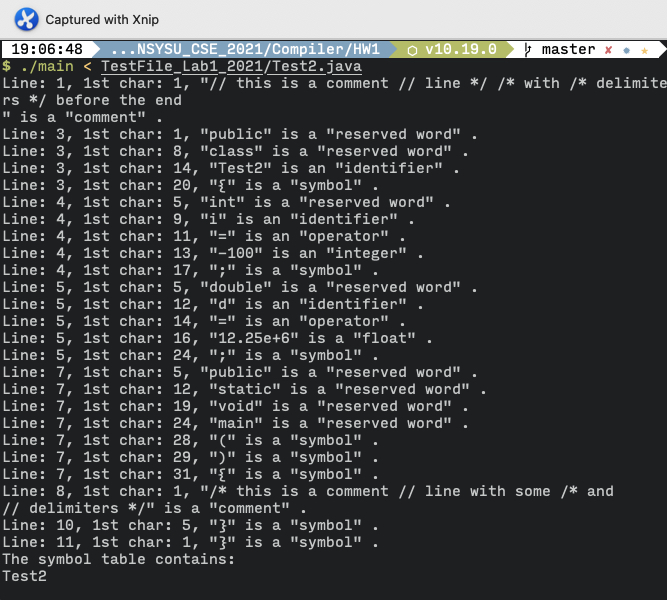 Captured with Xnip
19:06:48 ...NSYSU_CSE_2021/Compiler/HW1 ⬡ v10.19.0 master ✘ ● ★
$ ./main < TestFile_Lab1_2021/Test2.java
Line: 1, 1st char: 1, "// this is a comment // line */ /* with /* delimite
rs */ before the end
" is a "comment" .
Line: 3, 1st char: 1, "public" is a "reserved word" .
Line: 3, 1st char: 8, "class" is a "reserved word" .
Line: 3, 1st char: 14, "Test2" is an "identifier" .
Line: 3, 1st char: 20, "{" is a "symbol" .
Line: 4, 1st char: 5, "int" is a "reserved word" .
Line: 4, 1st char: 9, "i" is an "identifier" .
Line: 4, 1st char: 11, "=" is an "operator" .
Line: 4, 1st char: 13, "-100" is an "integer" .
Line: 4, 1st char: 17, ";" is a "symbol" .
Line: 5, 1st char: 5, "double" is a "reserved word" .
Line: 5, 1st char: 12, "d" is an "identifier" .
Line: 5, 1st char: 14, "=" is an "operator" .
Line: 5, 1st char: 16, "12.25e+6" is a "float" .
Line: 5, 1st char: 24, ";" is a "symbol" .
Line: 7, 1st char: 5, "public" is a "reserved word" .
Line: 7, 1st char: 12, "static" is a "reserved word" .
Line: 7, 1st char: 19, "void" is a "reserved word" .
Line: 7, 1st char: 24, "main" is a "reserved word" .
Line: 7, 1st char: 28, "(" is a "symbol" .
Line: 7, 1st char: 29, ")" is a "symbol" .
Line: 7, 1st char: 31, "{" is a "symbol" .
Line: 8, 1st char: 1, "/* this is a comment // line with some /* and
// delimiters */" is a "comment" .
Line: 10, 1st char: 5, "}" is a "symbol" .
Line: 11, 1st char: 1, "}" is a "symbol" .
The symbol table contains:
Test2